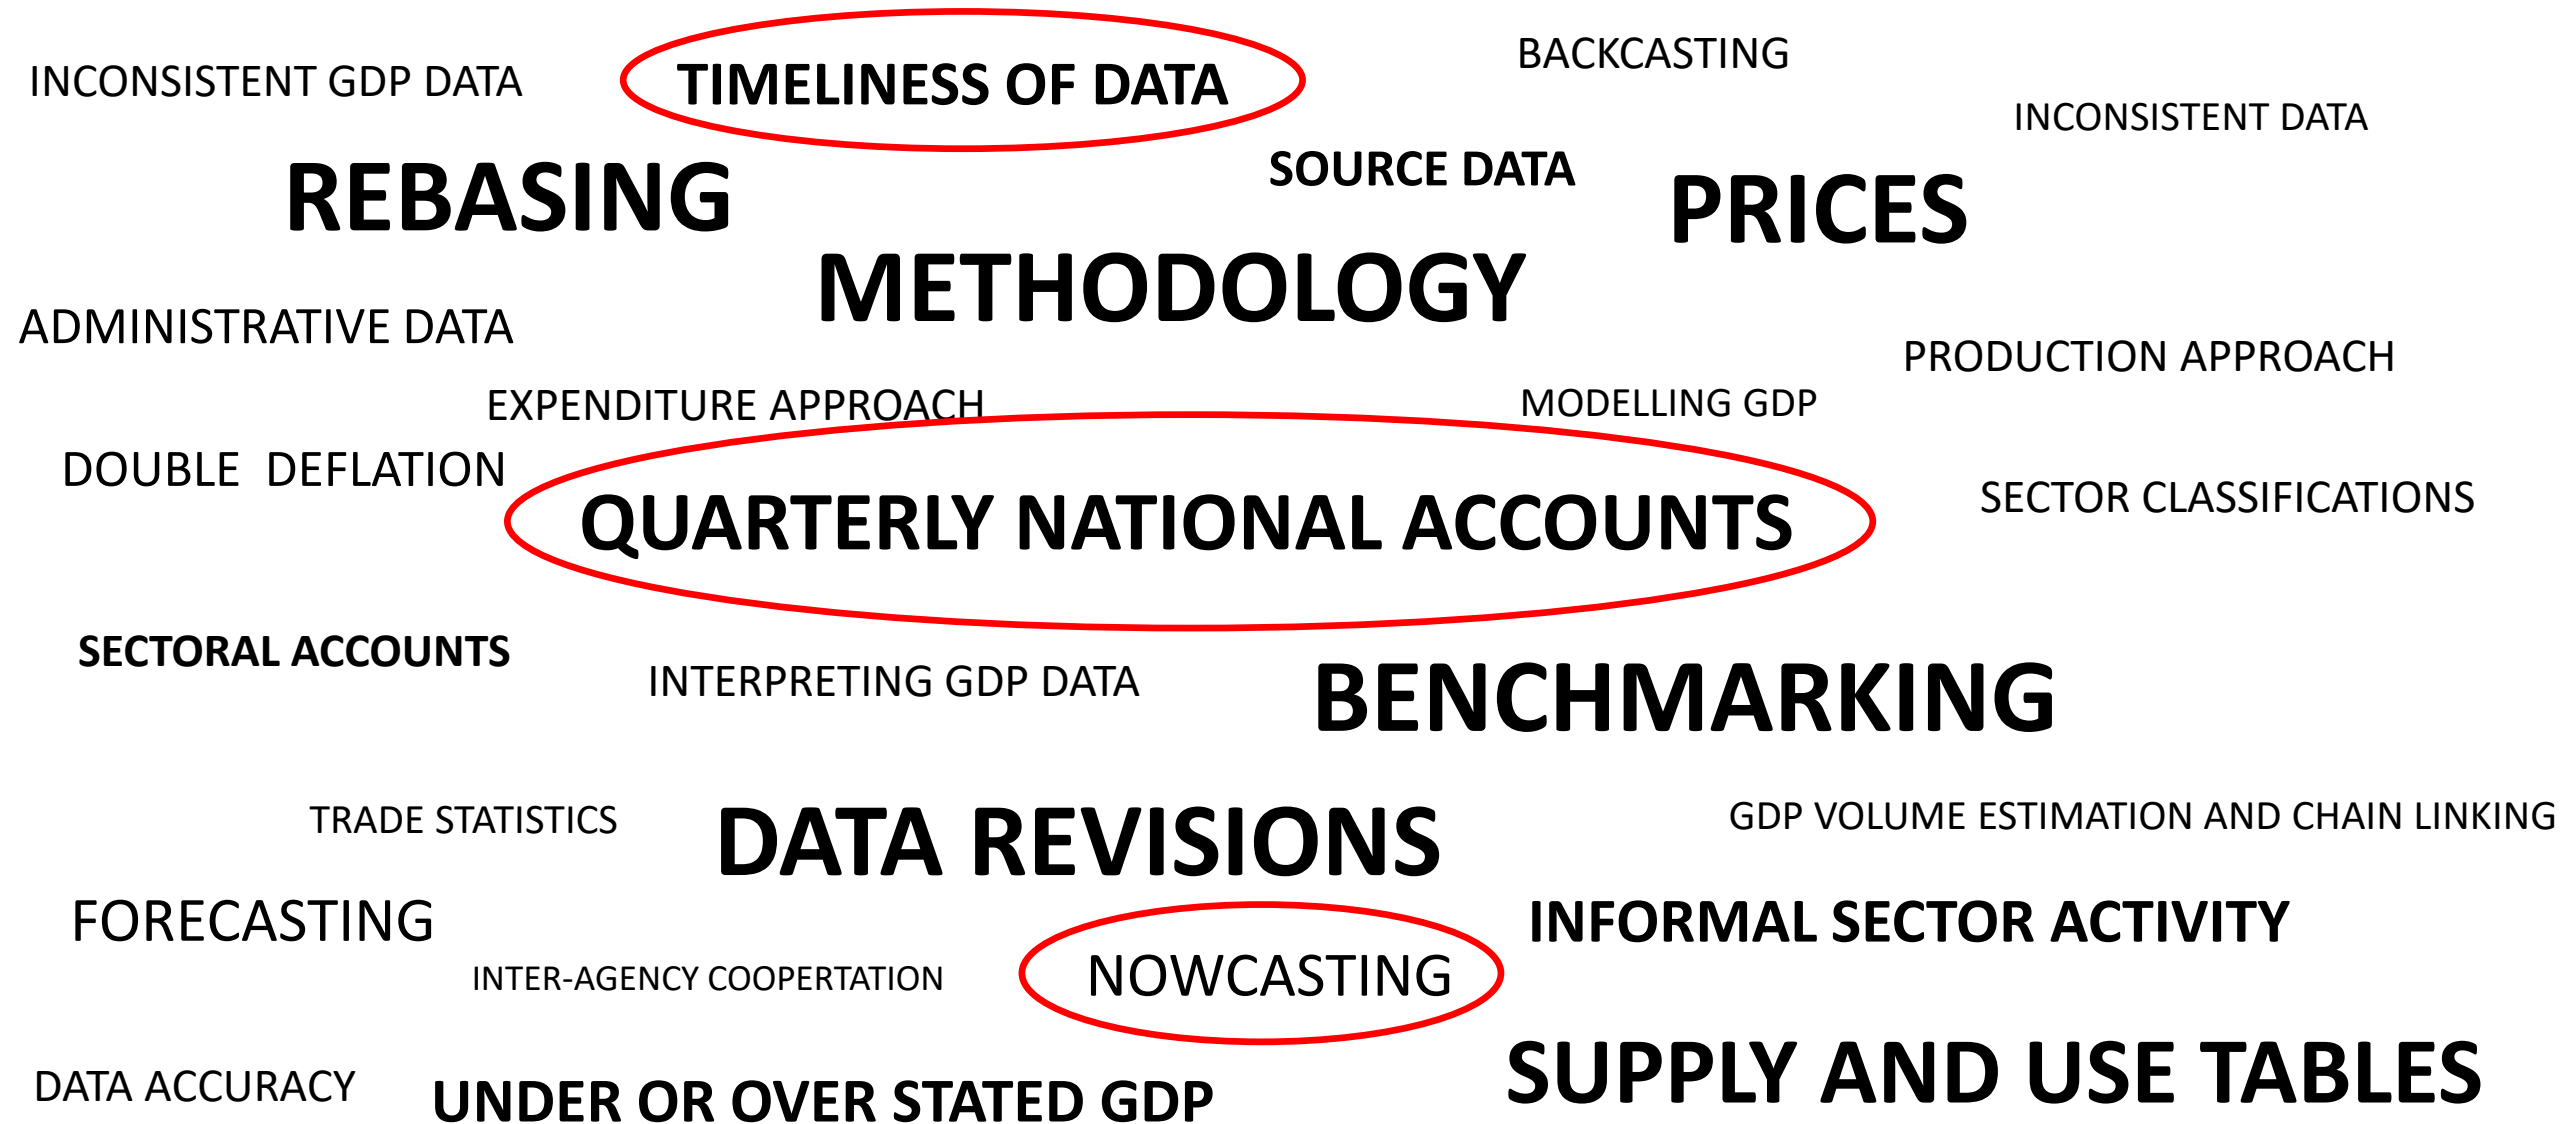 BACKCASTING
INCONSISTENT GDP DATA
TIMELINESS OF DATA
INCONSISTENT DATA
SOURCE DATA
REBASING
PRICES
METHODOLOGY
ADMINISTRATIVE DATA
PRODUCTION APPROACH
EXPENDITURE APPROACH
MODELLING GDP
DOUBLE DEFLATION
SECTOR CLASSIFICATIONS
QUARTERLY NATIONAL ACCOUNTS
SECTORAL ACCOUNTS
INTERPRETING GDP DATA
BENCHMARKING
TRADE STATISTICS
GDP VOLUME ESTIMATION AND CHAIN LINKING
DATA REVISIONS
FORECASTING
INFORMAL SECTOR ACTIVITY
INTER-AGENCY COOPERTATION
NOWCASTING
SUPPLY AND USE TABLES
DATA ACCURACY
UNDER OR OVER STATED GDP